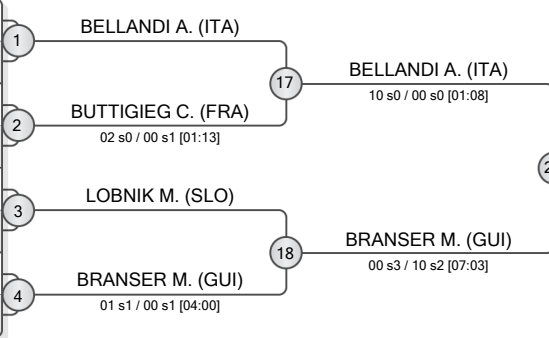 1
BELLANDI A. (ITA)
2
BUTTIGIEG C. (FRA)
02 s0 / 00 s1 [01:13]
17
BELLANDI A. (ITA)
10 s0 / 00 s0 [01:08]
3
LOBNIK M. (SLO)
4
BRANSER M. (GUI)
01 s1 / 00 s1 [04:00]
18
BRANSER M. (GUI)
00 s3 / 10 s2 [07:03]